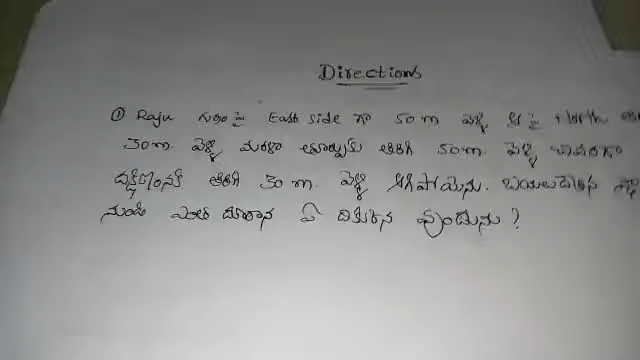 Directions
① Raju గుర్రంపై East side గా 50 m వెళ్ళి ఆ పై North
30 m. వెళ్ళి మరలా తూర్పుకు తిరిగి 50 m. వెళ్ళి చివరగా
దక్షిణంనకి తిరిగి 30 m. వెళ్ళి ఆగిపోయెను. బయలుదేరిన
నుండి ఎంత దూరాన ఏ దిక్కున వుండును?